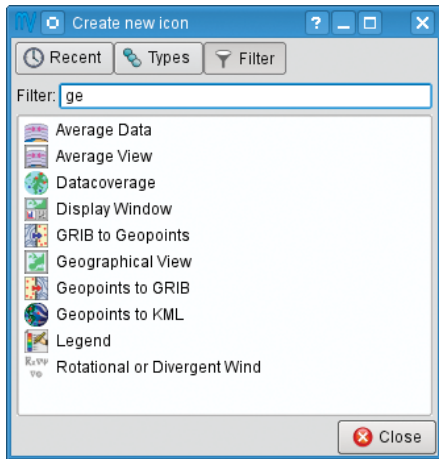 Create new icon ?
Recent Types Filter
Filter: ge
Average Data
Average View
Datacoverage
Display Window
GRIB to Geopoints
Geographical View
Geopoints to GRIB
Geopoints to KML
Legend
Rotational or Divergent Wind
Close